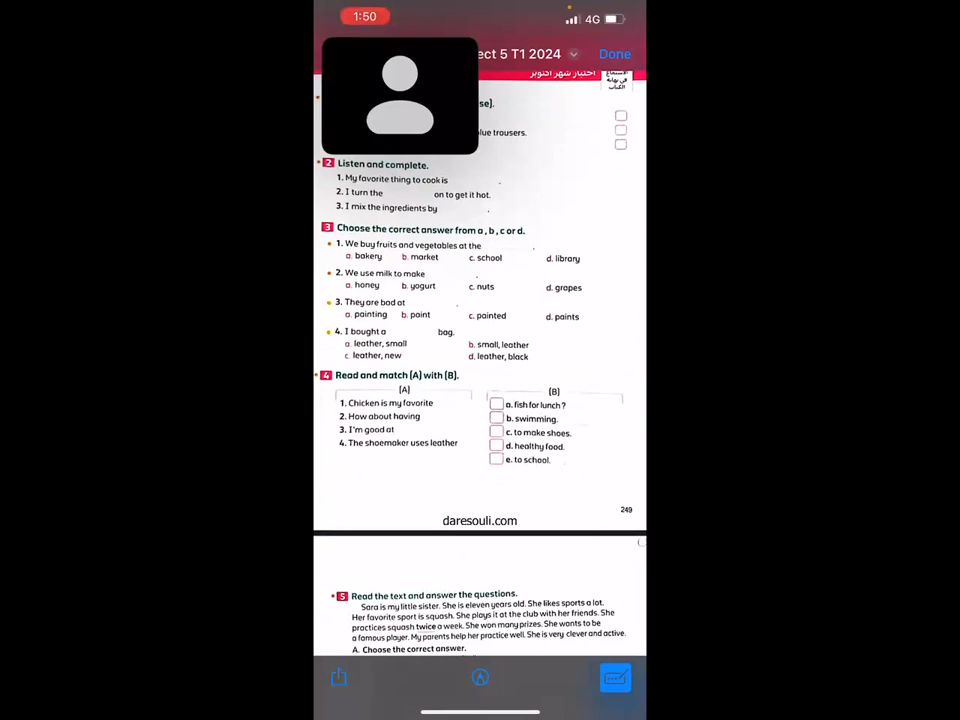 1:50
4G
ect 5 T1 2024
Done
اختبار شهر أكتوبر
الاستماع
في نهاية
الكتاب
se].
lue trousers.
2 Listen and complete.
1. My favorite thing to cook is .
2. I turn the on to get it hot.
3. I mix the ingredients by .
3 Choose the correct answer from a , b , c or d.
1. We buy fruits and vegetables at the .
a. bakery b. market c. school d. library
2. We use milk to make .
a. honey b. yogurt c. nuts d. grapes
3. They are bad at .
a. painting b. paint c. painted d. paints
4. I bought a bag.
a. leather, small b. small, leather
c. leather, new d. leather, black
4 Read and match (A) with (B).
(A) (B)
1. Chicken is my favorite a. fish for lunch?
2. How about having b. swimming.
3. I'm good at c. to make shoes.
4. The shoemaker uses leather d. healthy food.
e. to school.
249
daresouli.com
5 Read the text and answer the questions.
Sara is my little sister. She is eleven years old. She likes sports a lot.
Her favorite sport is squash. She plays it at the club with her friends. She
practices squash twice a week. She won many prizes. She wants to be
a famous player. My parents help her practice well. She is very clever and active.
A. Choose the correct answer.